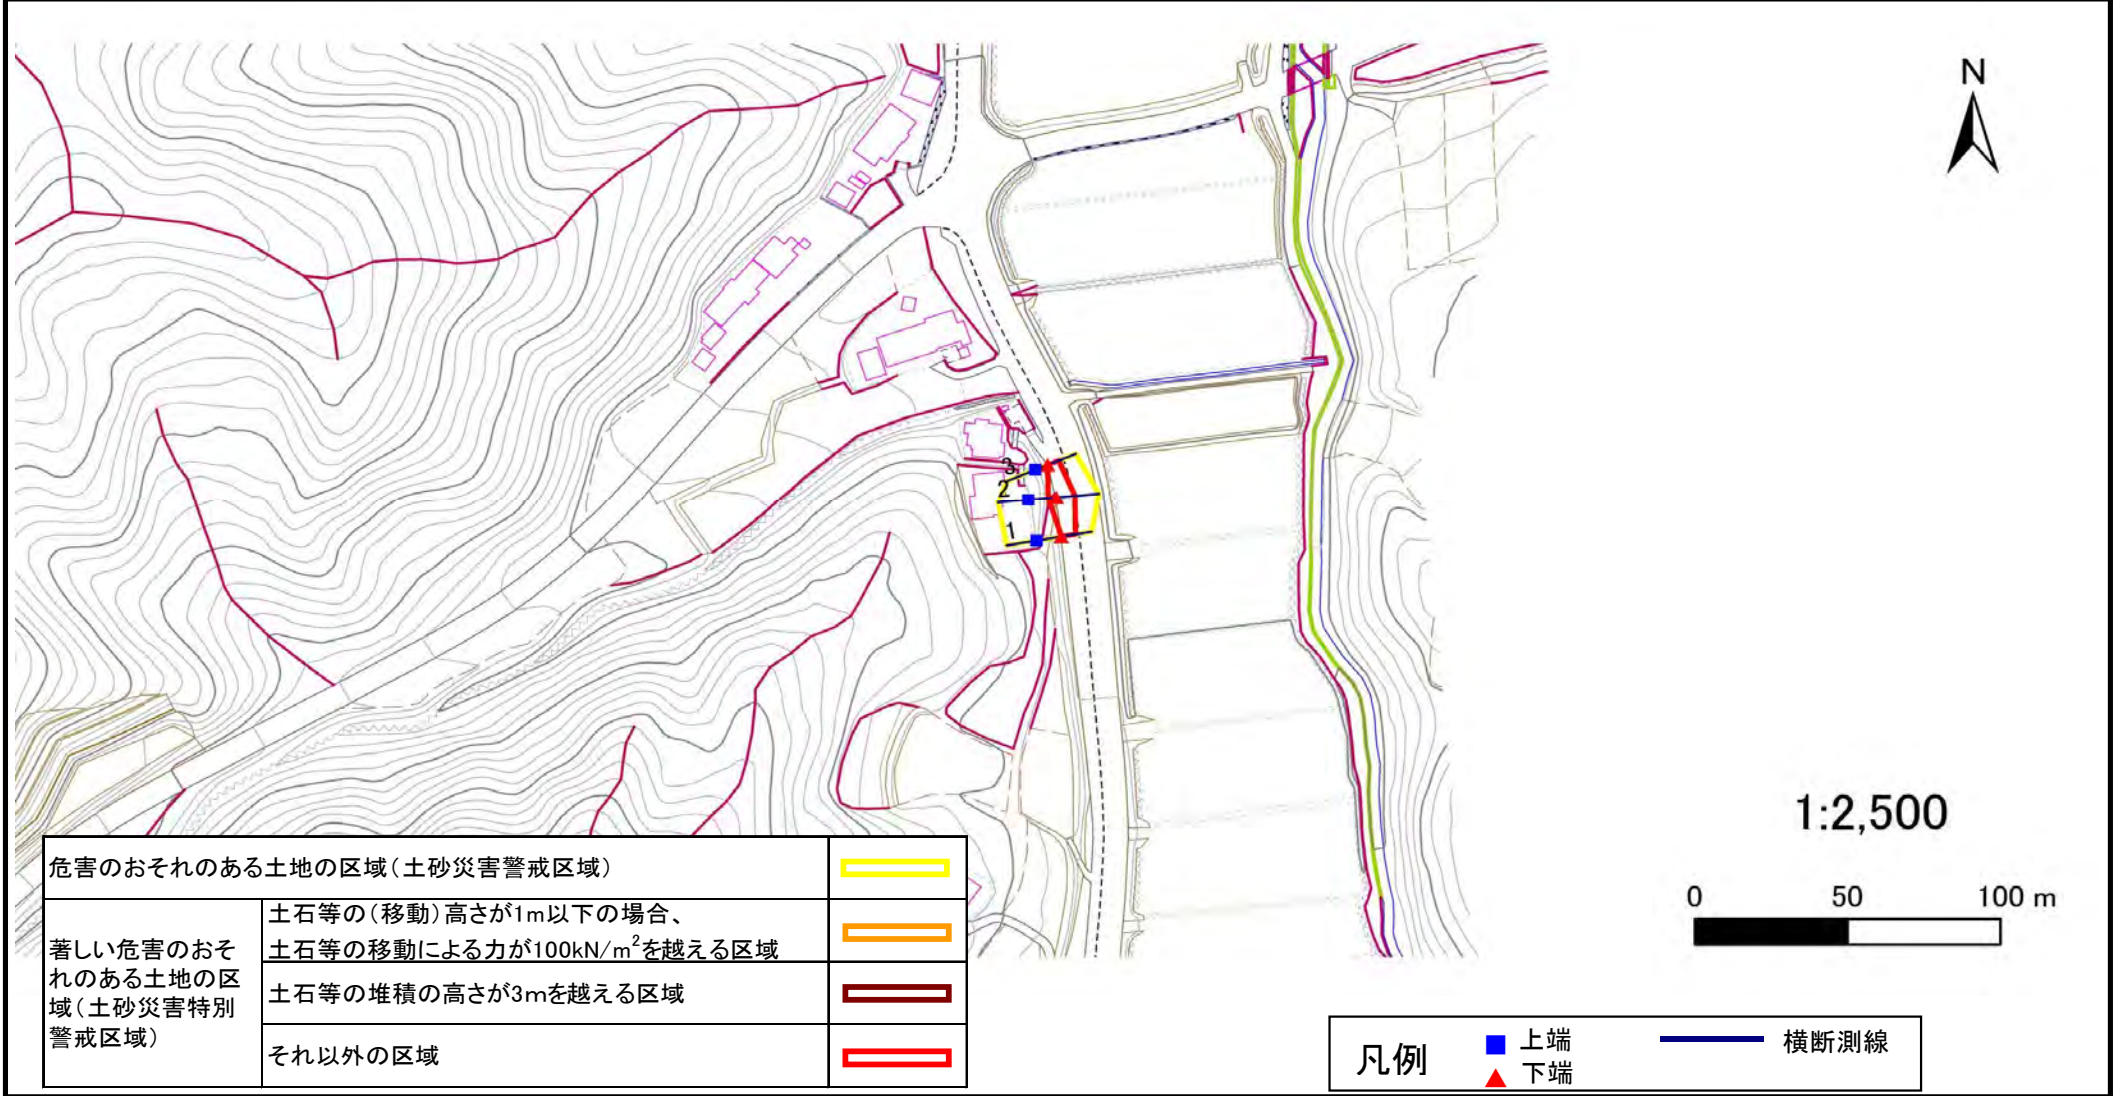 N
3
2
1
1:2,500
0 50 100 m
危害のおそれのある土地の区域(土砂災害警戒区域)
著しい危害のおそ
れのある土地の区
域(土砂災害特別
警戒区域)
土石等の(移動)高さが1m以下の場合、
土石等の移動による力が100kN/m²を越える区域
土石等の堆積の高さが3mを越える区域
それ以外の区域
凡例
上端
下端
横断測線